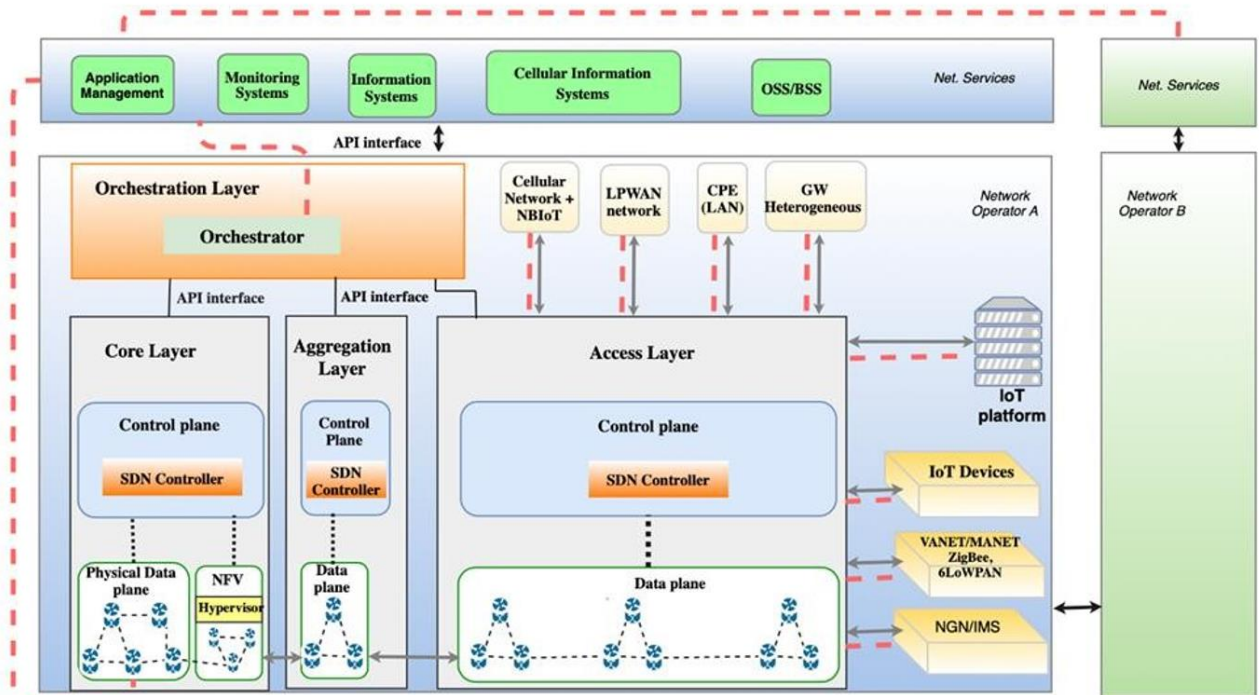 Application
Management
Monitoring
Systems
Information
Systems
Cellular Information
Systems
OSS/BSS
Net. Services
Net. Services
API interface
Orchestration Layer
Orchestrator
Cellular
Network +
NBIoT
LPWAN
network
CPE
(LAN)
GW
Heterogeneous
Network
Operator A
Network
Operator B
API interface
API interface
Core Layer
Aggregation
Layer
Access Layer
IoT
platform
Control plane
SDN Controller
Control
Plane
SDN
Controller
Control plane
SDN Controller
IoT Devices
VANET/MANET
ZigBee,
6LoWPAN
NGN/IMS
Physical Data
plane
NFV
Hypervisor
Data
plane
Data plane